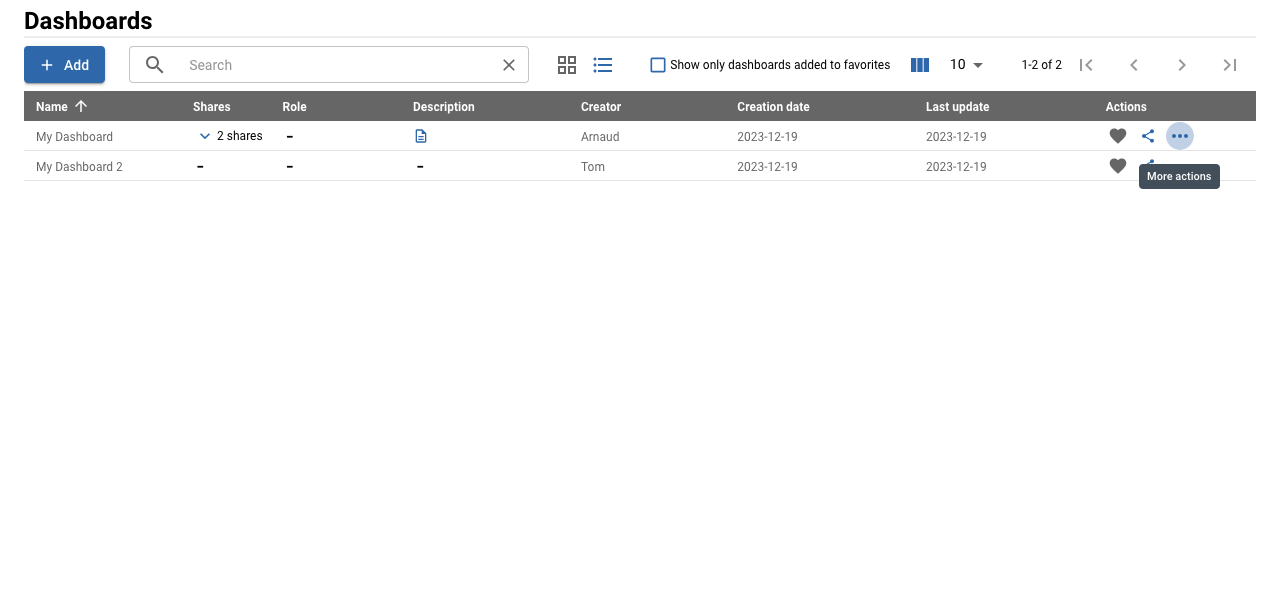 Dashboards
Add
Search
Show only dashboards added to favorites
10
1-2 of 2
Name Shares Role Description Creator Creation date Last update Actions
My Dashboard 2 shares - Arnaud 2023-12-19 2023-12-19
My Dashboard 2 - - - Tom 2023-12-19 2023-12-19
More actions